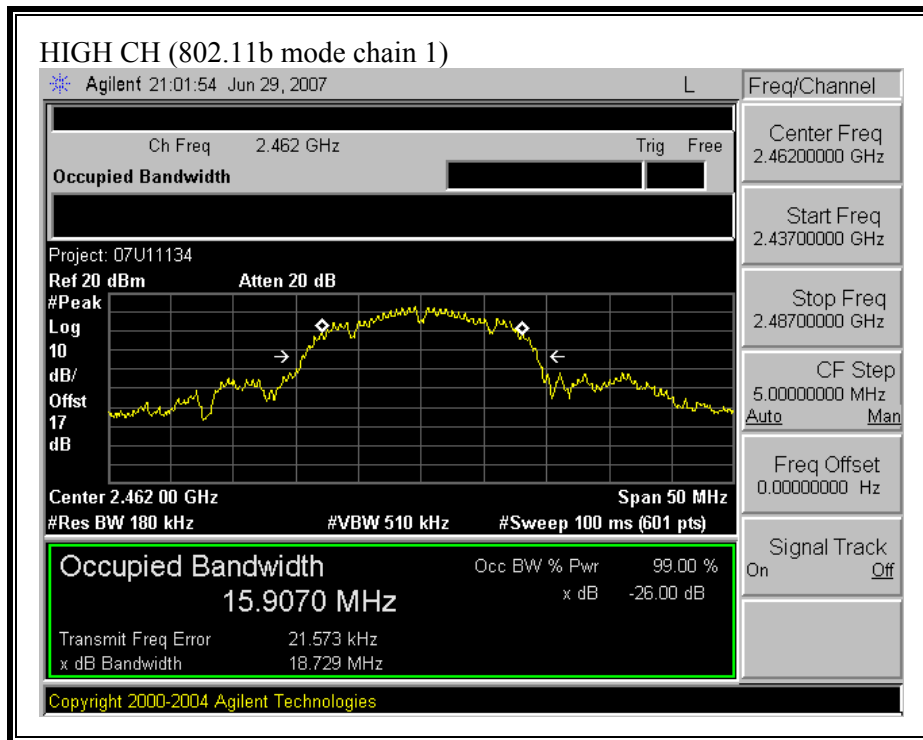 HIGH CH (802.11b mode chain 1)
Agilent 21:01:54 Jun 29, 2007 L
Freq/Channel
Ch Freq 2.462 GHz Trig Free
Occupied Bandwidth
Center Freq
2.46200000 GHz
Start Freq
2.43700000 GHz
Stop Freq
2.48700000 GHz
CF Step
5.00000000 MHz
Auto Man
Freq Offset
0.00000000 Hz
Signal Track
On Off
Project: 07U11134
Ref 20 dBm Atten 20 dB
#Peak
Log
10
dB/
Offst
17
dB
Center 2.462 00 GHz Span 50 MHz
#Res BW 180 kHz #VBW 510 kHz #Sweep 100 ms (601 pts)
Occupied Bandwidth Occ BW % Pwr 99.00 %
15.9070 MHz x dB -26.00 dB
Transmit Freq Error 21.573 kHz
x dB Bandwidth 18.729 MHz
Copyright 2000-2004 Agilent Technologies